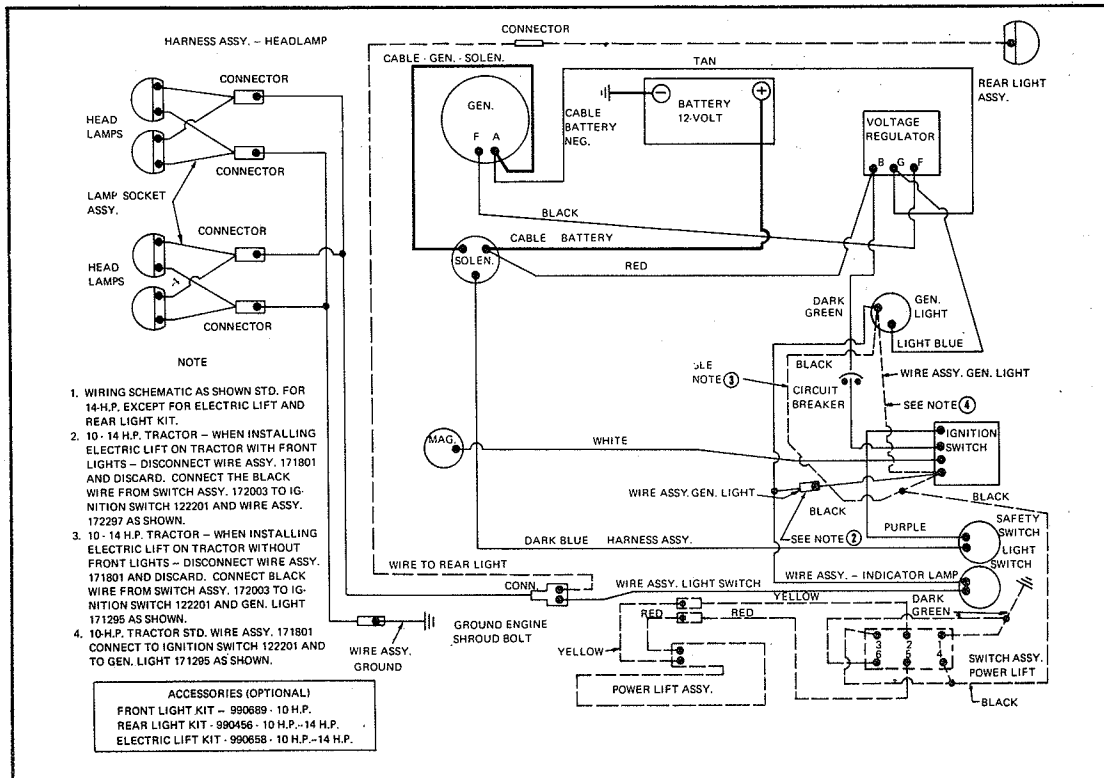 HARNESS ASSY. – HEADLAMP
CONNECTOR
CABLE - GEN. - SOLEN.
TAN
REAR LIGHT
ASSY.
CONNECTOR
HEAD
LAMPS
CONNECTOR
LAMP SOCKET
ASSY.
GEN.
F A
CABLE
BATTERY
NEG.
BATTERY
12-VOLT
VOLTAGE
REGULATOR
B G F
BLACK
CONNECTOR
HEAD
LAMPS
CONNECTOR
CABLE BATTERY
SOLEN.
RED
DARK
GREEN
GEN.
LIGHT
LIGHT BLUE
BLACK
NOTE ③
CIRCUIT
BREAKER
WIRE ASSY. GEN. LIGHT
SEE NOTE ④
MAG.
WHITE
IGNITION
SWITCH
WIRE ASSY. GEN. LIGHT
BLACK
BLACK
SEE NOTE ②
PURPLE
SAFETY
SWITCH
LIGHT
SWITCH
DARK BLUE HARNESS ASSY.
WIRE TO REAR LIGHT
CONN.
WIRE ASSY. LIGHT SWITCH
WIRE ASSY. – INDICATOR LAMP
YELLOW
DARK
GREEN
RED
RED
YELLOW
GROUND ENGINE
SHROUD BOLT
WIRE ASSY.
GROUND
POWER LIFT ASSY.
3 2 1
6 5 4
SWITCH ASSY.
POWER LIFT
BLACK
NOTE
1. WIRING SCHEMATIC AS SHOWN STD. FOR
14-H.P. EXCEPT FOR ELECTRIC LIFT AND
REAR LIGHT KIT.
2. 10 - 14 H.P. TRACTOR – WHEN INSTALLING
ELECTRIC LIFT ON TRACTOR WITH FRONT
LIGHTS – DISCONNECT WIRE ASSY. 171801
AND DISCARD. CONNECT THE BLACK
WIRE FROM SWITCH ASSY. 172003 TO IG-
NITION SWITCH 122201 AND WIRE ASSY.
172297 AS SHOWN.
3. 10 - 14 H.P. TRACTOR – WHEN INSTALLING
ELECTRIC LIFT ON TRACTOR WITHOUT
FRONT LIGHTS – DISCONNECT WIRE ASSY.
171801 AND DISCARD. CONNECT BLACK
WIRE FROM SWITCH ASSY. 172003 TO IG-
NITION SWITCH 122201 AND GEN. LIGHT
171295 AS SHOWN.
4. 10-H.P. TRACTOR STD. WIRE ASSY. 171801
CONNECT TO IGNITION SWITCH 122201 AND
TO GEN. LIGHT 171295 AS SHOWN.
ACCESSORIES (OPTIONAL)
FRONT LIGHT KIT – 990689 - 10 H.P.
REAR LIGHT KIT - 990456 - 10 H.P.--14 H.P.
ELECTRIC LIFT KIT - 990658 - 10 H.P.–14 H.P.